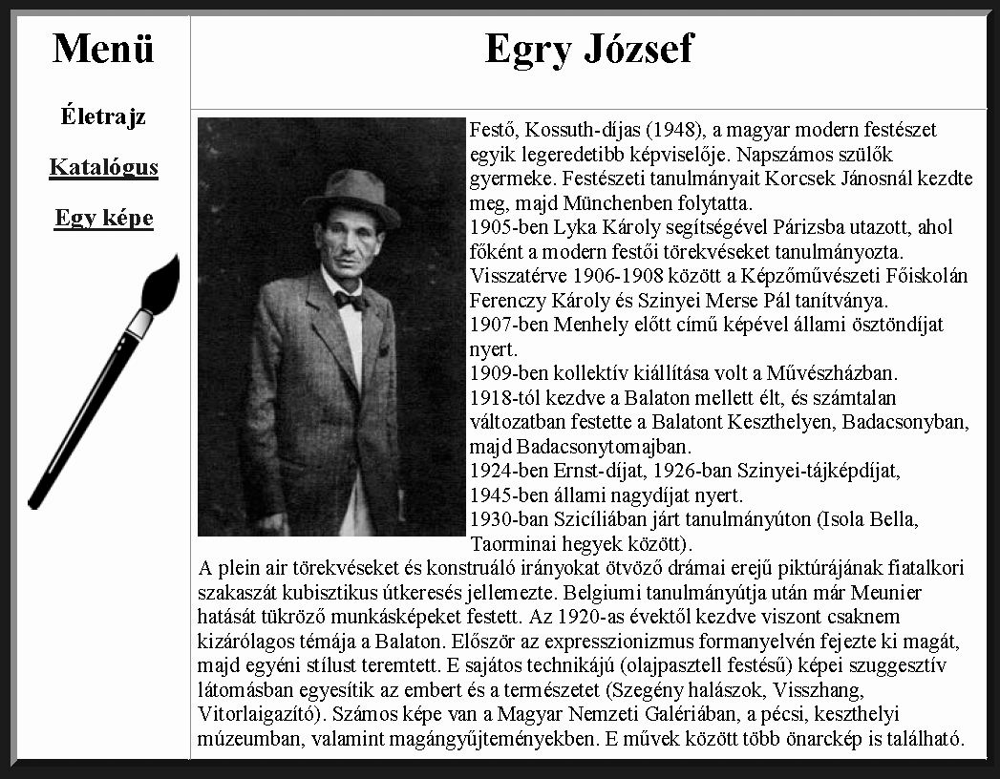 Menü
Életrajz
Katalógus
Egy képe
Egry József
Festő, Kossuth-díjas (1948), a magyar modern festészet
egyik legeredetibb képviselője. Napszámos szülők
gyermeke. Festészeti tanulmányait Korcsek Jánosnál kezdte
meg, majd Münchenben folytatta.
1905-ben Lyka Károly segítségével Párizsba utazott, ahol
főként a modern festői törekvéseket tanulmányozta.
Visszatérve 1906-1908 között a Képzőművészeti Főiskolán
Ferenczy Károly és Szinyei Merse Pál tanítványa.
1907-ben Menhely előtt című képével állami ösztöndíjat
nyert.
1909-ben kollektív kiállítása volt a Művészházban.
1918-tól kezdve a Balaton mellett élt, és számtalan
változatban festette a Balatont Keszthelyen, Badacsonyban,
majd Badacsonytomajban.
1924-ben Ernst-díjat, 1926-ban Szinyei-tájképdíjat,
1945-ben állami nagydíjat nyert.
1930-ban Szicíliában járt tanulmányúton (Isola Bella,
Taorminai hegyek között).
A plein air törekvéseket és konstruáló irányokat ötvöző drámai erejű piktúrájának fiatalkori
szakaszát kubisztikus útkeresés jellemezte. Belgiumi tanulmányútja után már Meunier
hatását tükröző munkásképeket festett. Az 1920-as évektől kezdve viszont csaknem
kizárólagos témája a Balaton. Először az expresszionizmus formanyelvén fejezte ki magát,
majd egyéni stílust teremtett. E sajátos technikájú (olajpasztell festésű) képei szuggesztív
látomásban egyesítik az embert és a természetet (Szegény halászok, Visszhang,
Vitorlaigazító). Számos képe van a Magyar Nemzeti Galériában, a pécsi, keszthelyi
múzeumban, valamint magángyűjteményekben. E művek között több önarckép is található.